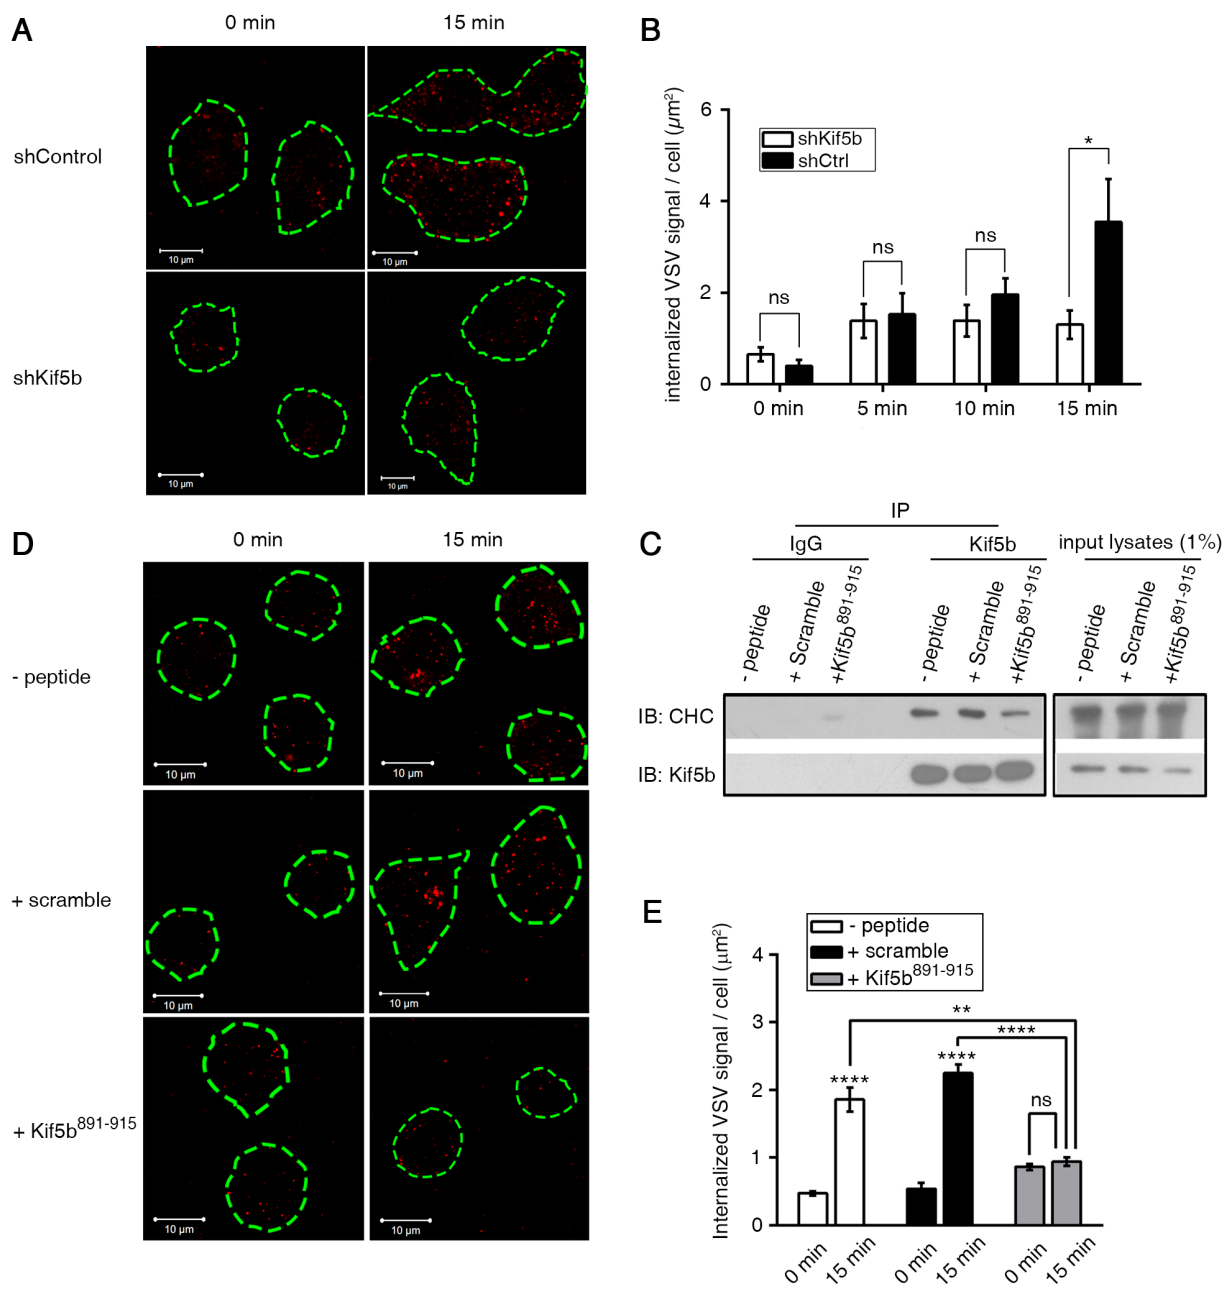 A
0 min
15 min
shControl
10 µm
10 µm
shKif5b
10 µm
10 µm
B
internalized VSV signal / cell (µm²)
6
4
2
0
shKif5b
shCtrl
ns
ns
ns
*
0 min
5 min
10 min
15 min
C
IP
IgG
Kif5b
input lysates (1%)
- peptide
+ Scramble
+Kif5b891-915
- peptide
+ Scramble
+Kif5b891-915
- peptide
+ Scramble
+Kif5b891-915
IB: CHC
IB: Kif5b
D
0 min
15 min
- peptide
10 µm
10 µm
+ scramble
10 µm
10 µm
+ Kif5b891-915
10 µm
10 µm
E
Internalized VSV signal / cell (µm²)
4
3
2
1
0
- peptide
+ scramble
+ Kif5b891-915
**
****
****
****
ns
0 min
15 min
0 min
15 min
0 min
15 min